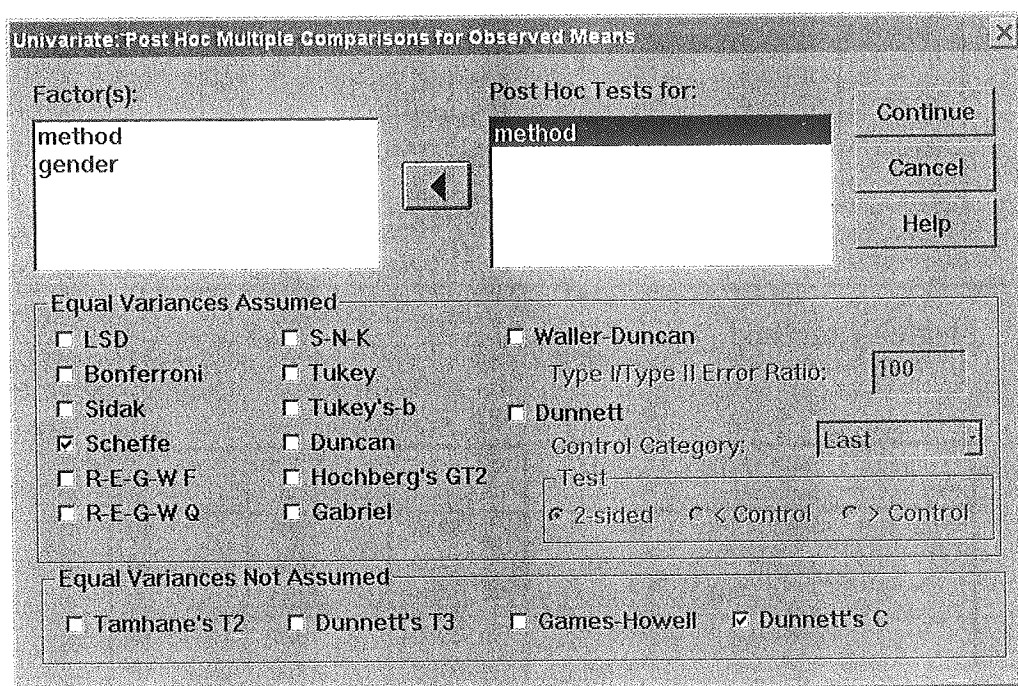 Univariate: Post Hoc Multiple Comparisons for Observed Means
Factor(s):
method
gender
Post Hoc Tests for:
method
Continue
Cancel
Help
Equal Variances Assumed
LSD
Bonferroni
Sidak
Scheffe
R-E-G-W F
R-E-G-W Q
S-N-K
Tukey
Tukey's-b
Duncan
Hochberg's GT2
Gabriel
Waller-Duncan
Type I/Type II Error Ratio: 100
Dunnett
Control Category: Last
Test
2-sided < Control > Control
Equal Variances Not Assumed
Tamhane's T2 Dunnett's T3 Games-Howell Dunnett's C